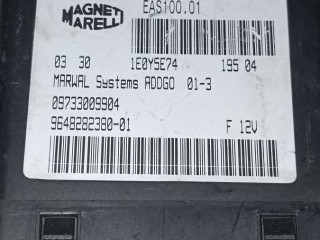 MAGNETI
MARELLI
EAS100.01
03 30 1E0YSE74 195 04
MARWAL Systems ADDGO 01-3
09733009904
9648282380-01 F 12V